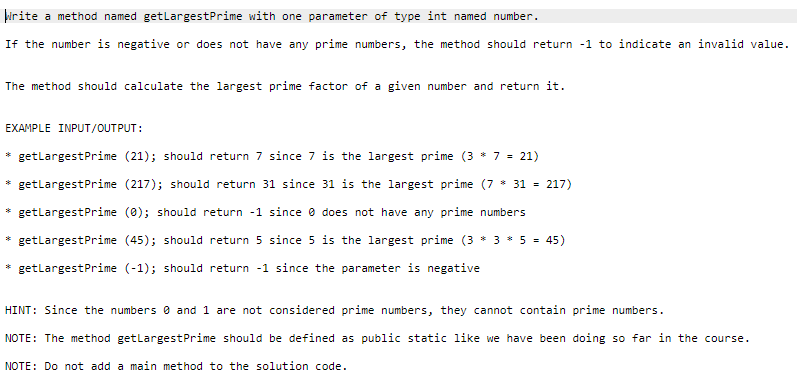 Write a method named getLargestPrime with one parameter of type int named number.
If the number is negative or does not have any prime numbers, the method should return -1 to indicate an invalid value.
The method should calculate the largest prime factor of a given number and return it.
EXAMPLE INPUT/OUTPUT:
* getLargestPrime (21); should return 7 since 7 is the largest prime (3 * 7 = 21)
* getLargestPrime (217); should return 31 since 31 is the largest prime (7 * 31 = 217)
* getLargestPrime (0); should return -1 since 0 does not have any prime numbers
* getLargestPrime (45); should return 5 since 5 is the largest prime (3 * 3 * 5 = 45)
* getLargestPrime (-1); should return -1 since the parameter is negative
HINT: Since the numbers 0 and 1 are not considered prime numbers, they cannot contain prime numbers.
NOTE: The method getLargestPrime should be defined as public static like we have been doing so far in the course.
NOTE: Do not add a main method to the solution code.